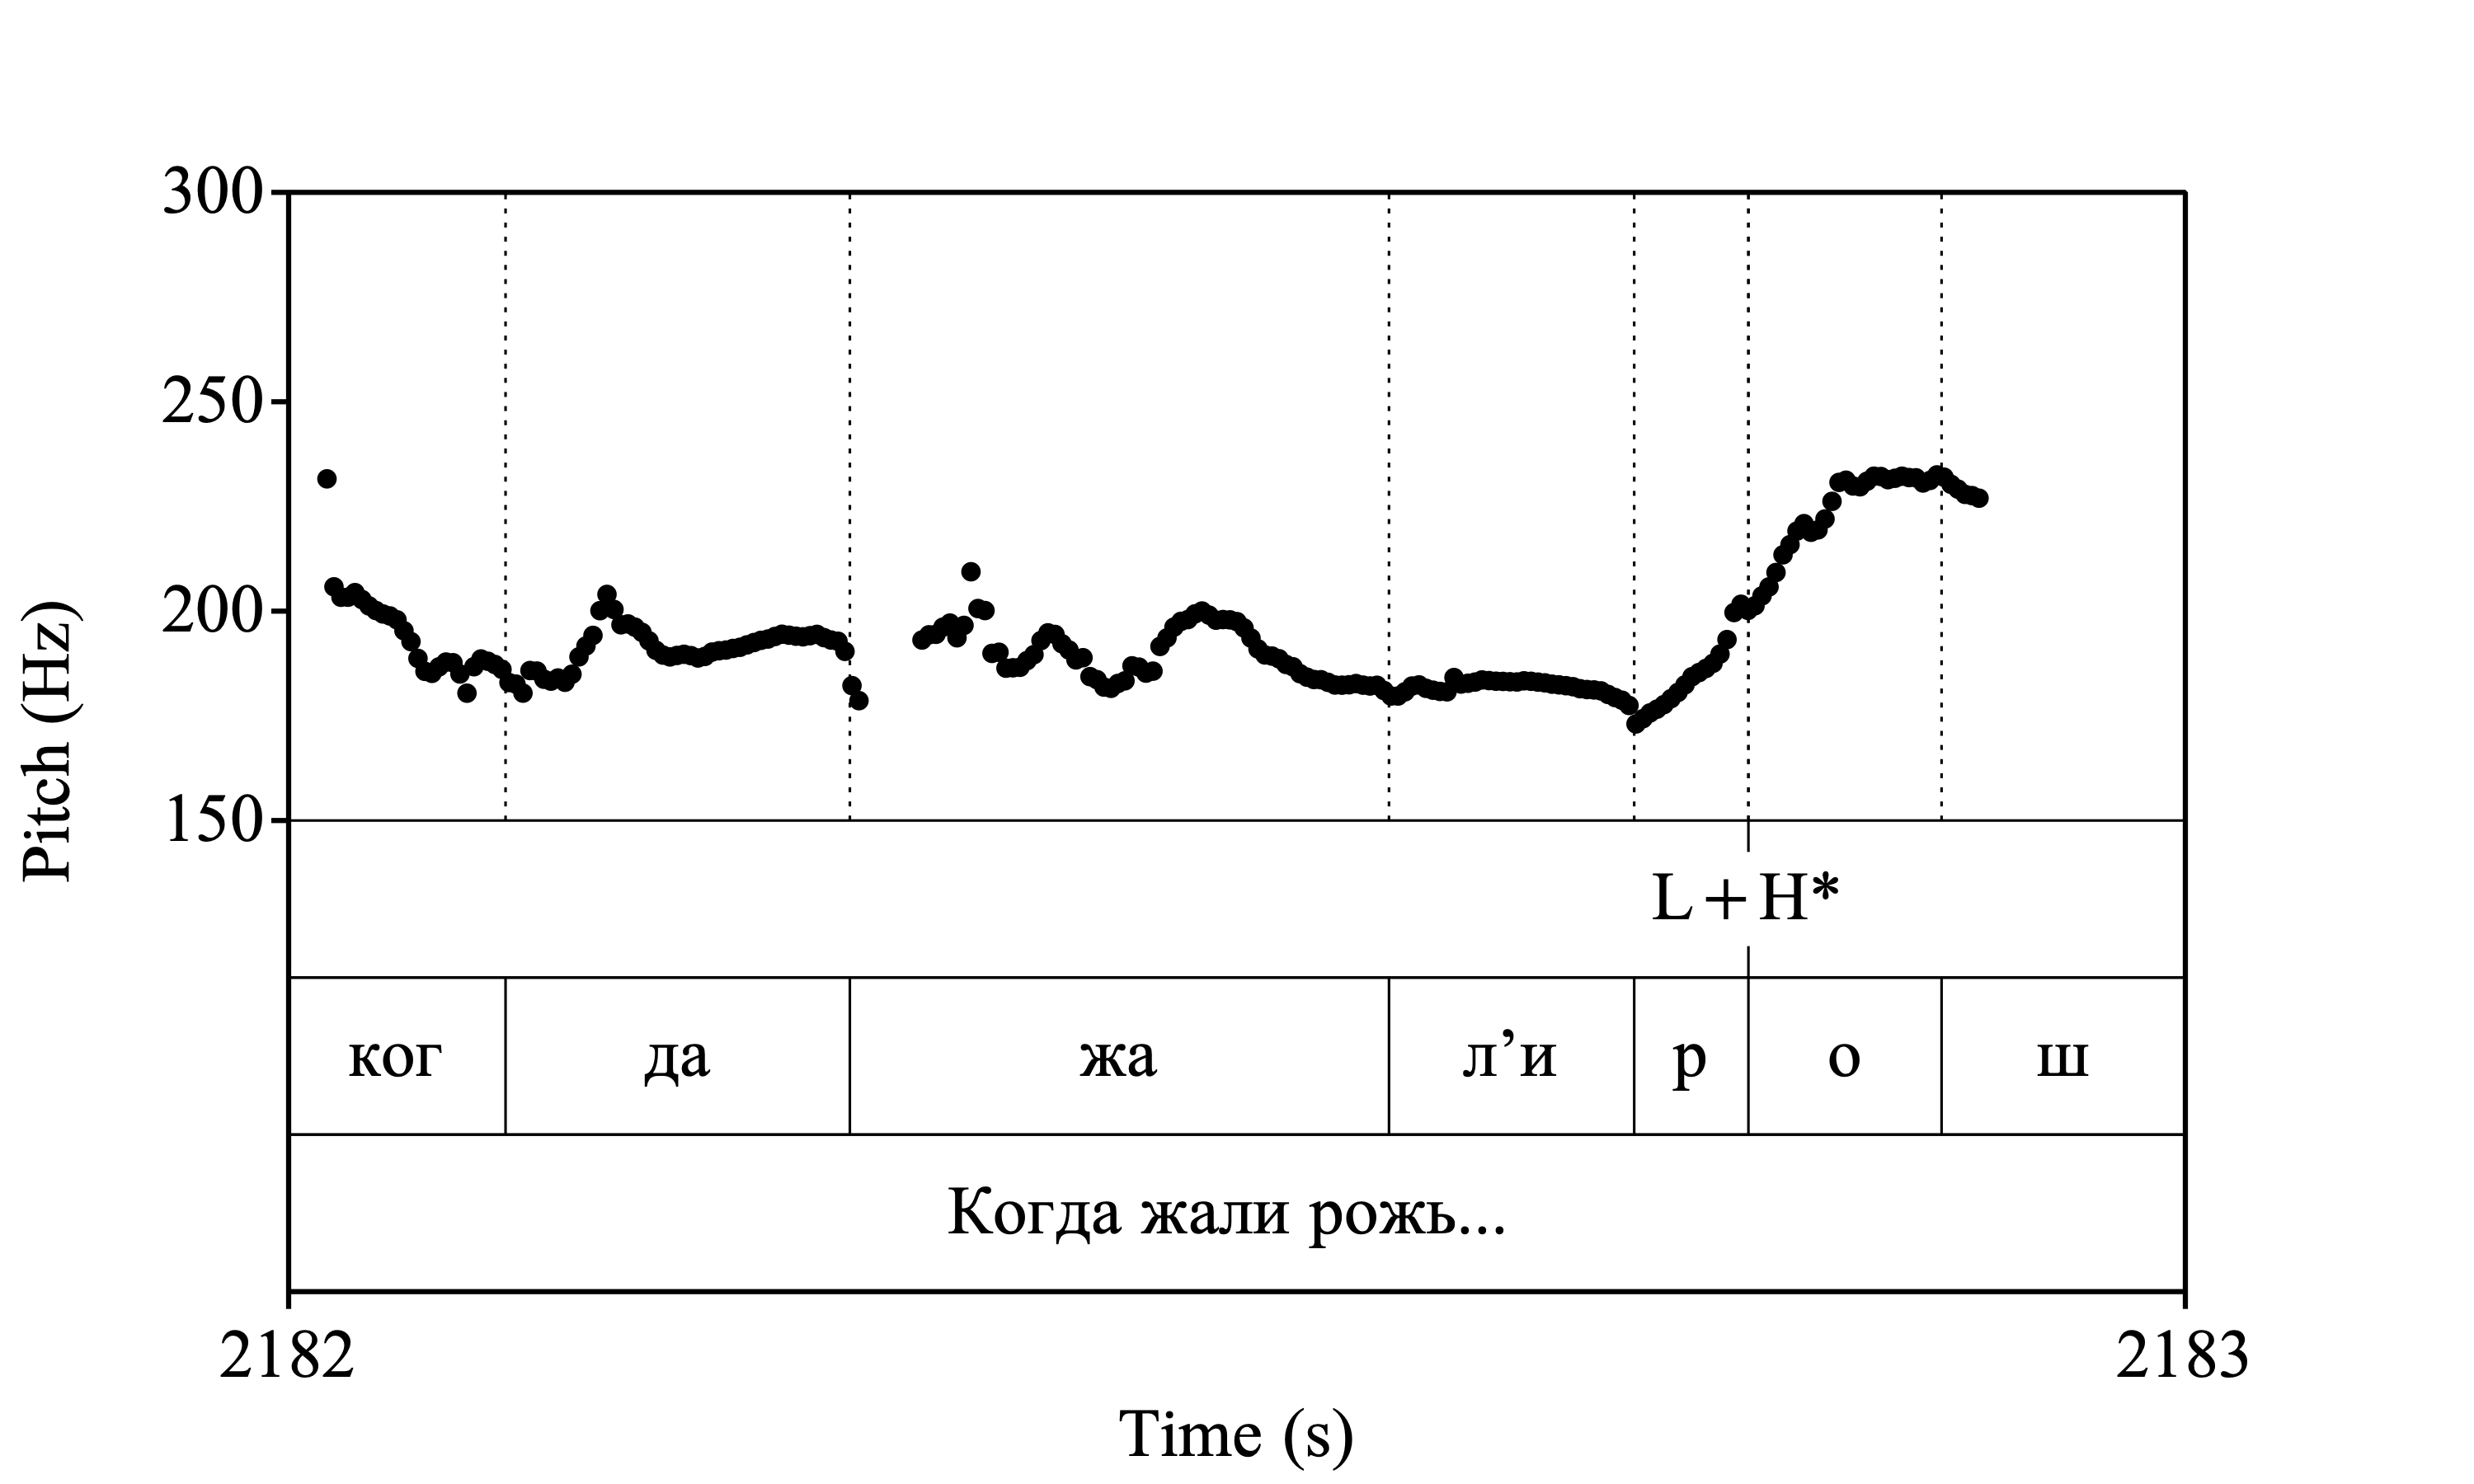 300
250
200
150
Pitch (Hz)
L+H*
ког да жа л’и р о ш
Когда жали рожь...
2182 2183
Time (s)